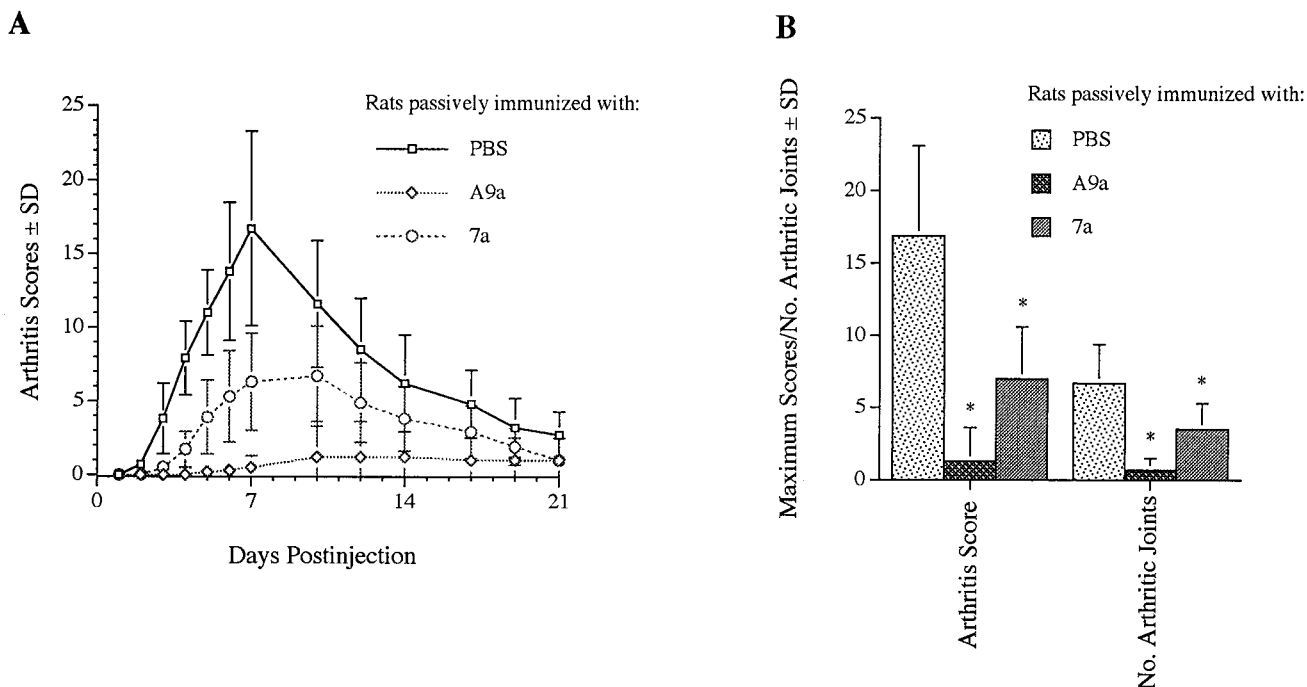 A
Rats passively immunized with:
PBS
A9a
7a
Arthritis Scores ± SD
25
20
15
10
5
0
0
7
14
21
Days Postinjection
B
Rats passively immunized with:
PBS
A9a
7a
Maximum Scores/No. Arthritic Joints ± SD
25
20
15
10
5
0
*
*
*
*
Arthritis Score
No. Arthritic Joints